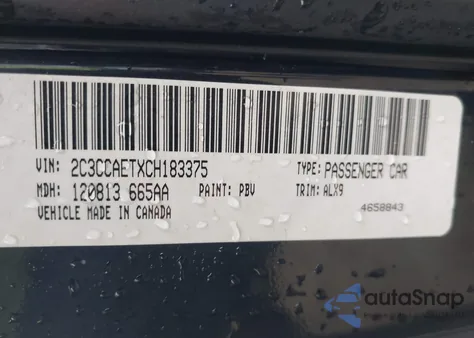 VIN: 2C3CCAETXCH183375 TYPE: PASSENGER CAR
MDH: 120813 665AA PAINT: PBV TRIM: ALX9
VEHICLE MADE IN CANADA 4658843
autoSnap